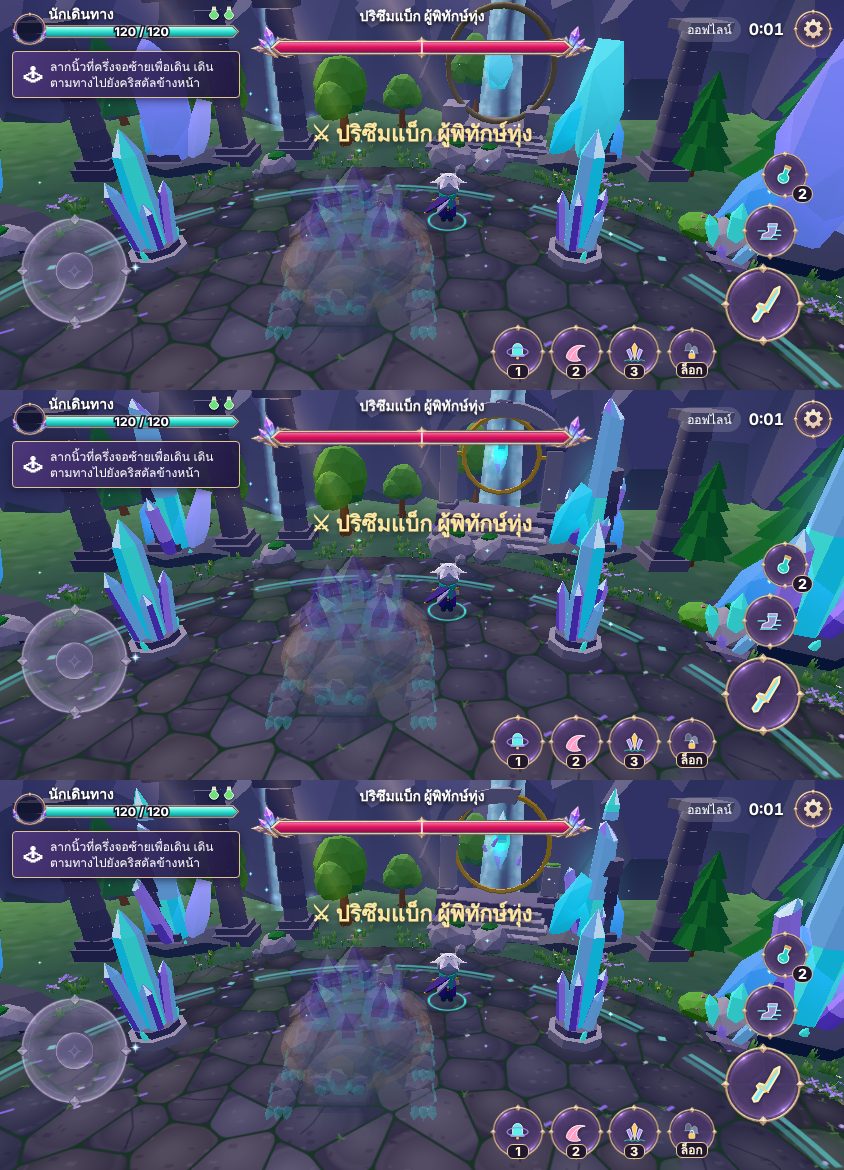 นักเดินทาง
120 / 120
ปริซึมแบ็ก ผู้พิทักษ์ทุ่ง
ออฟไลน์
0:01
ลากนิ้วที่ครึ่งจอซ้ายเพื่อเดิน เดิน
ตามทางไปยังคริสตัลข้างหน้า
⚔ ปริซึมแบ็ก ผู้พิทักษ์ทุ่ง
2
1
2
3
ล็อก
นักเดินทาง
120 / 120
ปริซึมแบ็ก ผู้พิทักษ์ทุ่ง
ออฟไลน์
0:01
ลากนิ้วที่ครึ่งจอซ้ายเพื่อเดิน เดิน
ตามทางไปยังคริสตัลข้างหน้า
⚔ ปริซึมแบ็ก ผู้พิทักษ์ทุ่ง
2
1
2
3
ล็อก
นักเดินทาง
120 / 120
ปริซึมแบ็ก ผู้พิทักษ์ทุ่ง
ออฟไลน์
0:01
ลากนิ้วที่ครึ่งจอซ้ายเพื่อเดิน เดิน
ตามทางไปยังคริสตัลข้างหน้า
⚔ ปริซึมแบ็ก ผู้พิทักษ์ทุ่ง
2
1
2
3
ล็อก